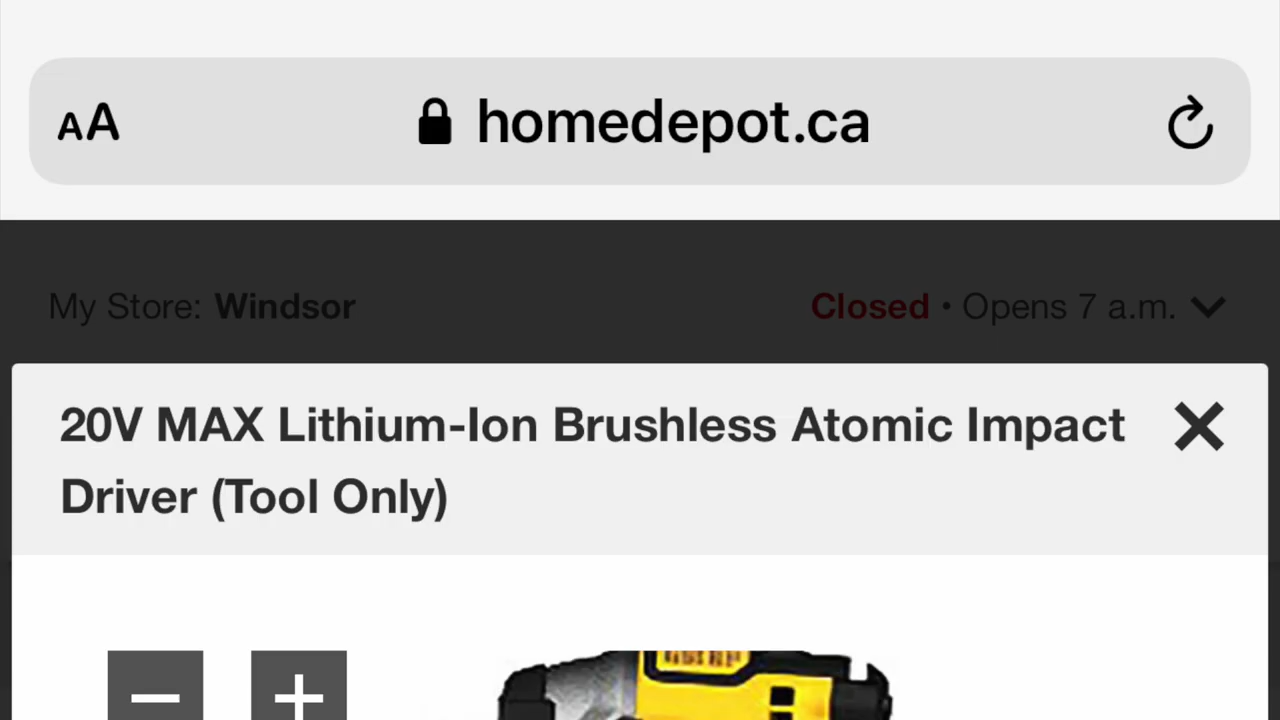 AA homedepot.ca
My Store: Windsor Closed • Opens 7 a.m.
20V MAX Lithium-Ion Brushless Atomic Impact
Driver (Tool Only)